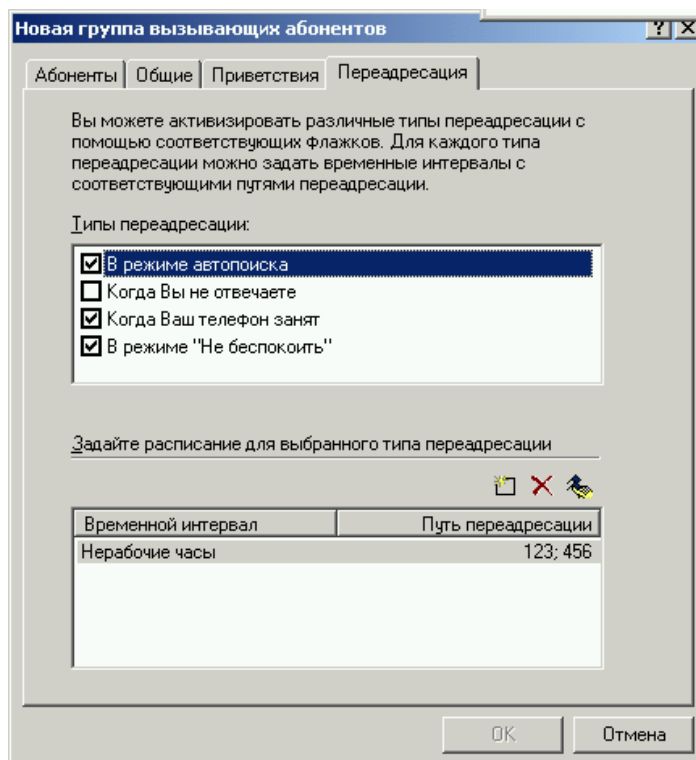 Новая группа вызывающих абонентов
Абоненты Общие Приветствия Переадресация
Вы можете активизировать различные типы переадресации с
помощью соответствующих флажков. Для каждого типа
переадресации можно задать временные интервалы с
соответствующими путями переадресации.
Типы переадресации:
В режиме автопоиска
Когда Вы не отвечаете
Когда Ваш телефон занят
В режиме "Не беспокоить"
Задайте расписание для выбранного типа переадресации
Временной интервал Путь переадресации
Нерабочие часы 123; 456
OK Отмена